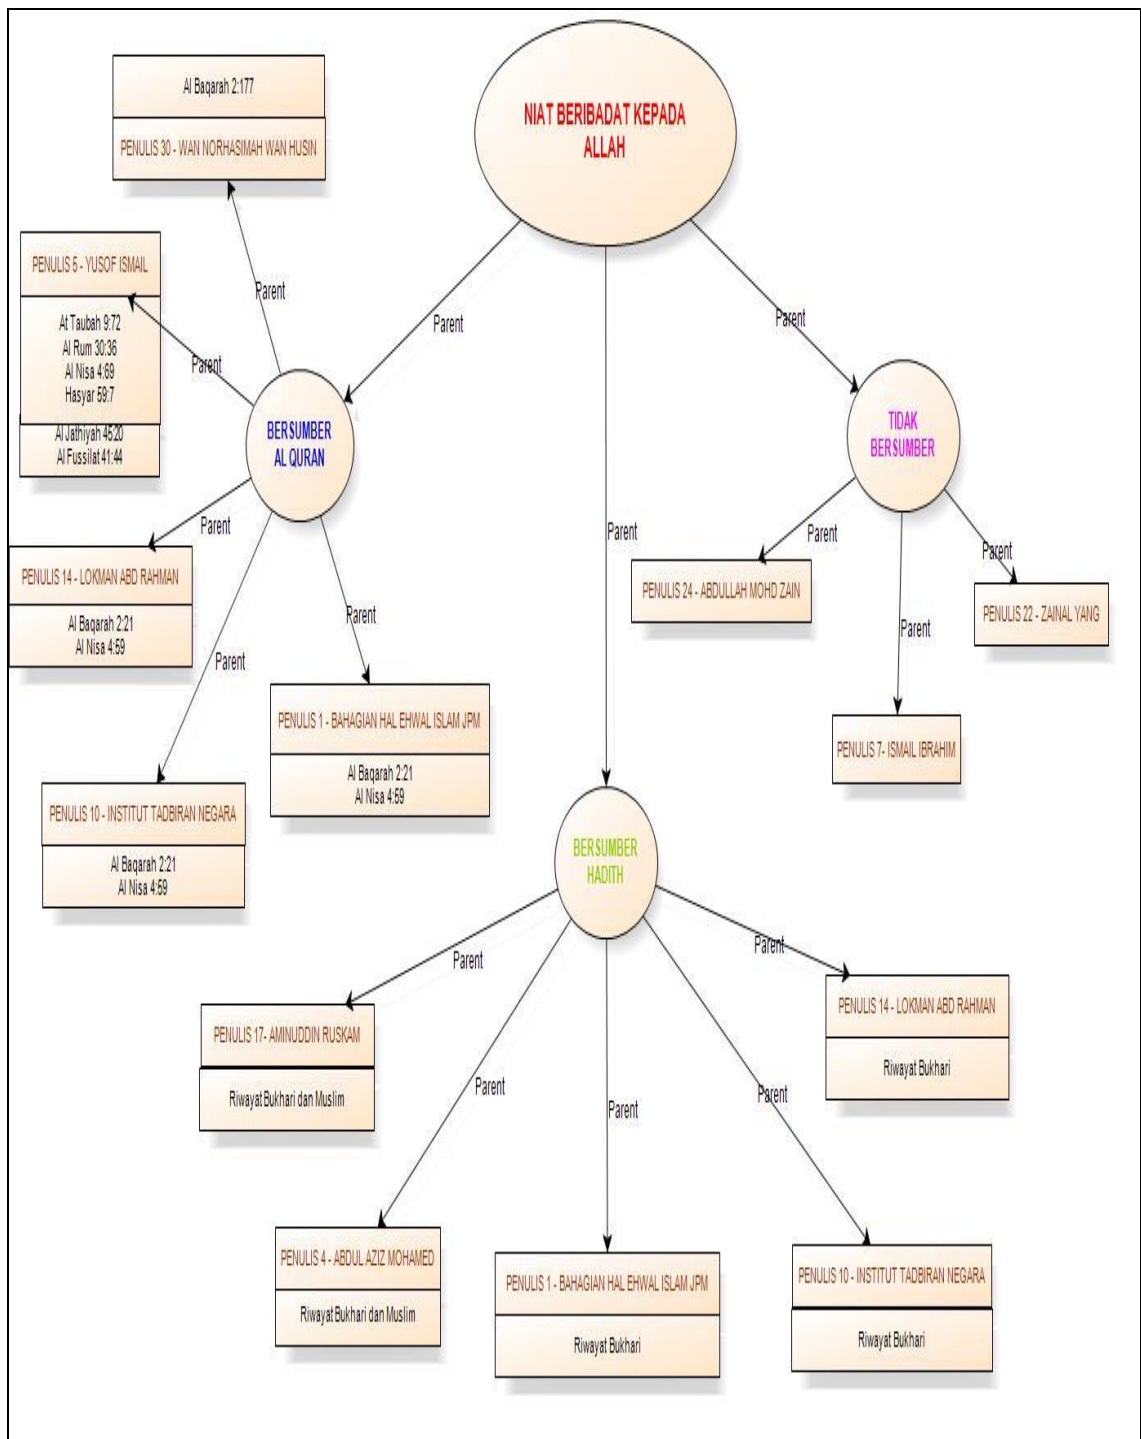 NIAT BERIBADAT KEPADA
ALLAH
Al Baqarah 2:177
PENULIS 30 - WAN NORHASIMAH WAN HUSIN
Parent
PENULIS 5 - YUSOF ISMAIL
At Taubah 9:72
Al Rum 30:36
Al Nisa 4:69
Hasyar 59:7
Al Jathiyah 45:20
Al Fussilat 41:44
Parent
Parent
Parent
BERSUMBER
AL QURAN
TIDAK
BERSUMBER
Parent
Parent
Parent
Parent
PENULIS 14 - LOKMAN ABD RAHMAN
Al Baqarah 2:21
Al Nisa 4:59
PENULIS 24 - ABDULLAH MOHD ZAIN
PENULIS 22 - ZAINAL YANG
Parent
Parent
Parent
PENULIS 1 - BAHAGIAN HAL EHWAL ISLAM JPM
Al Baqarah 2:21
Al Nisa 4:59
PENULIS 7- ISMAIL IBRAHIM
PENULIS 10 - INSTITUT TADBIRAN NEGARA
Al Baqarah 2:21
Al Nisa 4:59
BERSUMBER
HADITH
Parent
Parent
PENULIS 17- AMINUDDIN RUSKAM
Riwayat Bukhari dan Muslim
PENULIS 14 - LOKMAN ABD RAHMAN
Riwayat Bukhari
Parent
Parent
Parent
PENULIS 4 - ABDUL AZIZ MOHAMED
Riwayat Bukhari dan Muslim
PENULIS 1 - BAHAGIAN HAL EHWAL ISLAM JPM
Riwayat Bukhari
PENULIS 10 - INSTITUT TADBIRAN NEGARA
Riwayat Bukhari